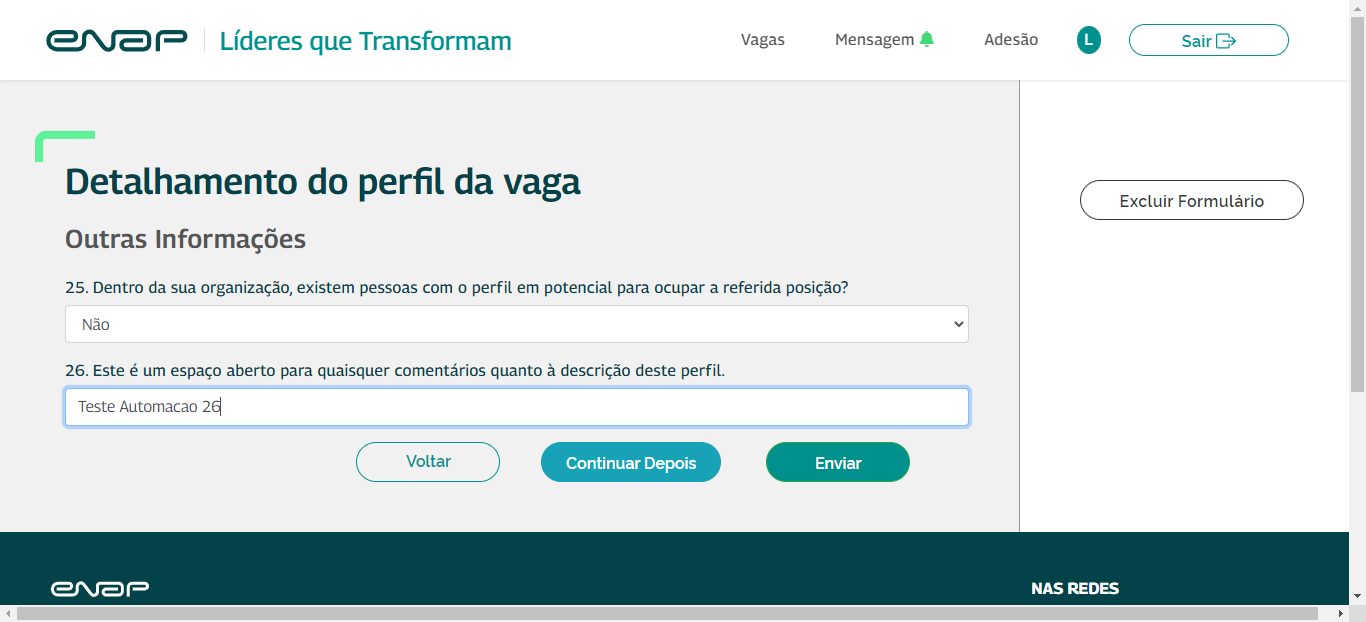 enap
Líderes que Transformam
Vagas
Mensagem
Adesão
L
Sair
Detalhamento do perfil da vaga
Excluir Formulário
Outras Informações
25. Dentro da sua organização, existem pessoas com o perfil em potencial para ocupar a referida posição?
Não
26. Este é um espaço aberto para quaisquer comentários quanto à descrição deste perfil.
Teste Automacao 26
Voltar
Continuar Depois
Enviar
enap
NAS REDES